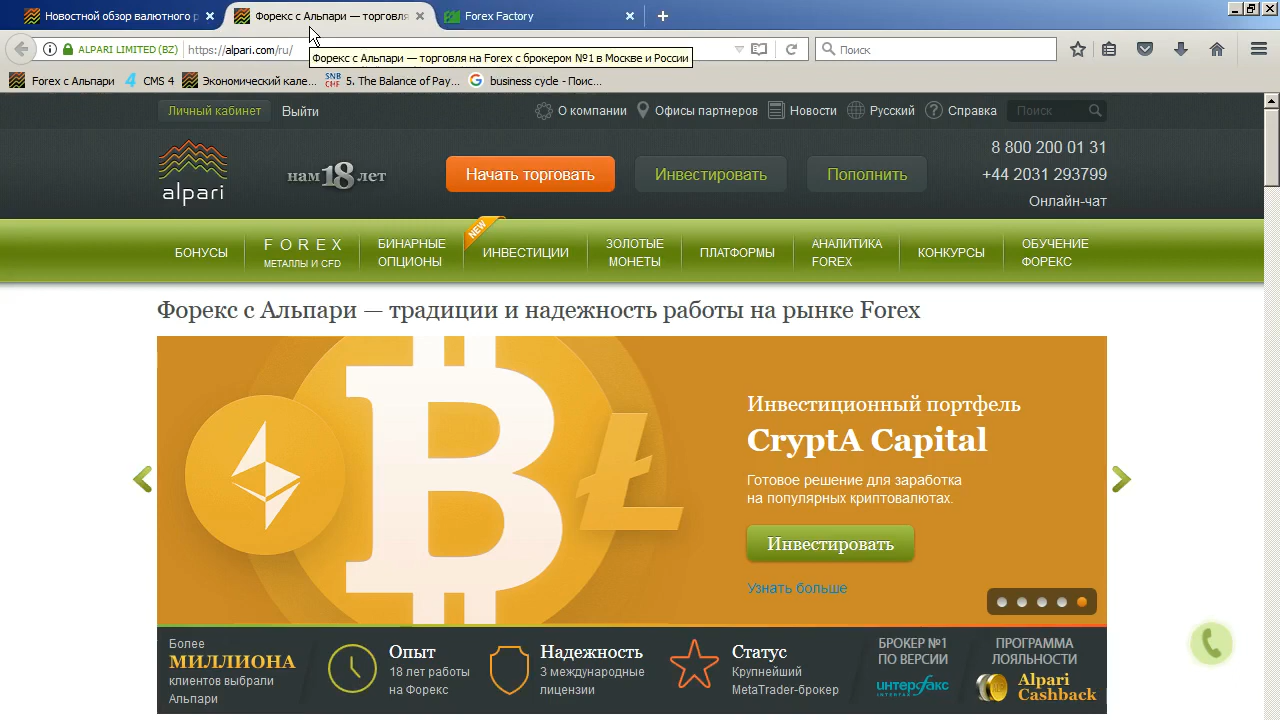 Новостной обзор валютного р
Форекс с Альпари — торговля
Forex Factory
ALPARI LIMITED (BZ)
https://alpari.com/ru/
Поиск
Форекс с Альпари — торговля на Forex с брокером №1 в Москве и России
Forex с Альпари
CMS 4
Экономический кале...
SNB
CHF
5. The Balance of Pay...
business cycle - Поис...
Личный кабинет
Выйти
О компании
Офисы партнеров
Новости
Русский
Справка
Поиск
alpari
нам 18 лет
Начать торговать
Инвестировать
Пополнить
8 800 200 01 31
+44 2031 293799
Онлайн-чат
БОНУСЫ
FOREX
МЕТАЛЛЫ И CFD
БИНАРНЫЕ
ОПЦИОНЫ
NEW
ИНВЕСТИЦИИ
ЗОЛОТЫЕ
МОНЕТЫ
ПЛАТФОРМЫ
АНАЛИТИКА
FOREX
КОНКУРСЫ
ОБУЧЕНИЕ
ФОРЕКС
Форекс с Альпари — традиции и надежность работы на рынке Forex
Инвестиционный портфель
CryptA Capital
Готовое решение для заработка
на популярных криптовалютах.
Инвестировать
Узнать больше
Более
МИЛЛИОНА
клиентов выбрали
Альпари
Опыт
18 лет работы
на Форекс
Надежность
3 международные
лицензии
Статус
Крупнейший
MetaTrader-брокер
БРОКЕР №1
ПО ВЕРСИИ
интерфакс
INTERFAX
ПРОГРАММА
ЛОЯЛЬНОСТИ
Alpari
Cashback